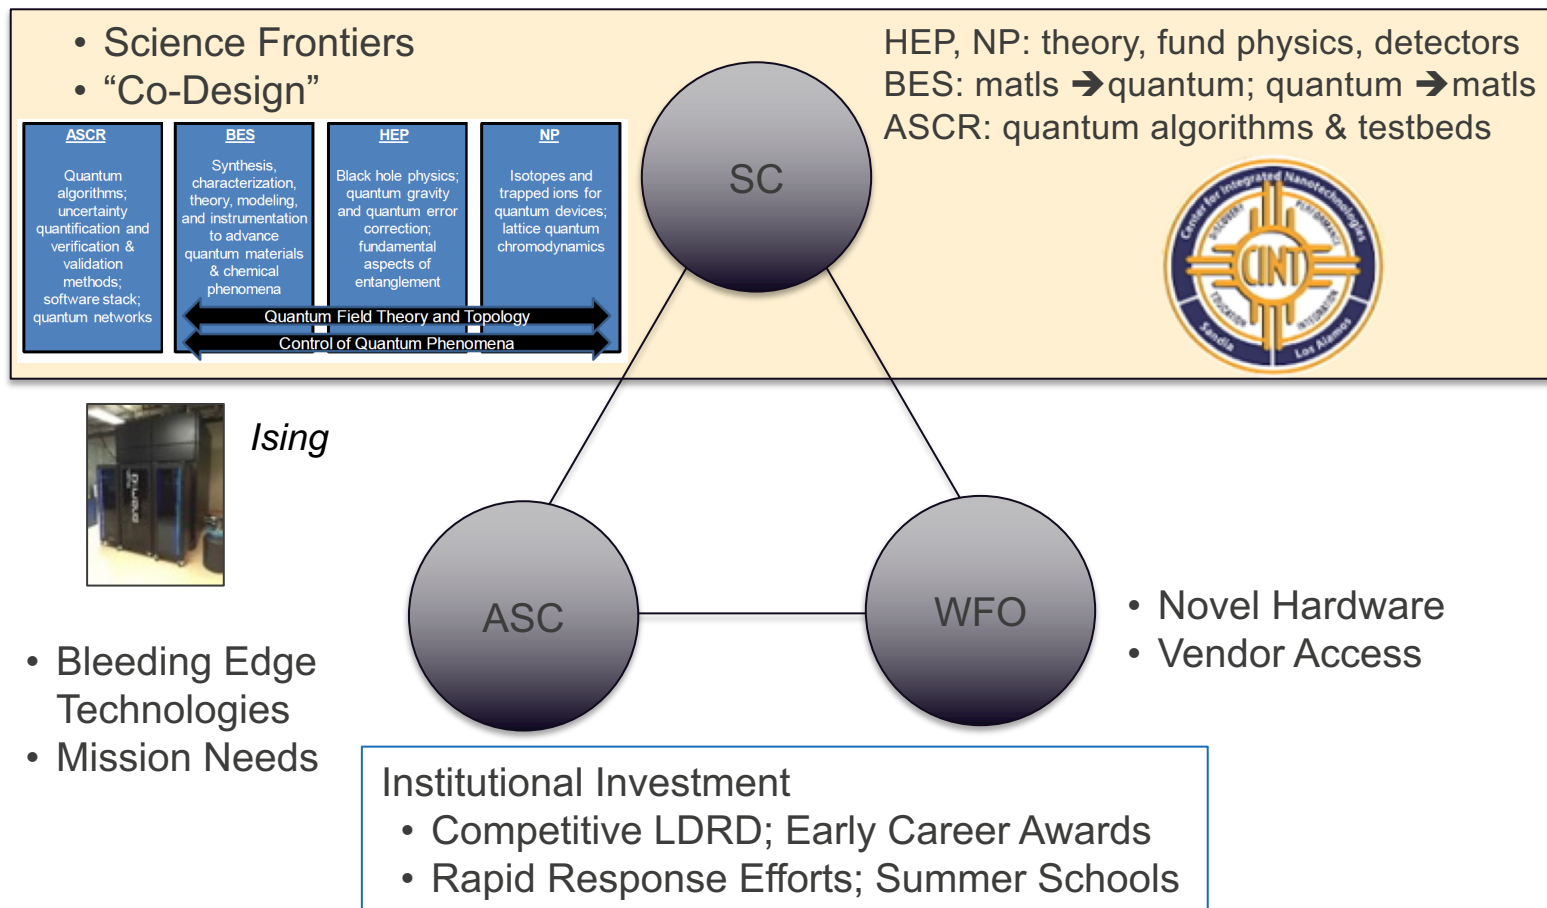 • Science Frontiers
• “Co-Design”
HEP, NP: theory, fund physics, detectors
BES: matls ➔quantum; quantum ➔matls
ASCR: quantum algorithms & testbeds
ASCR
Quantum
algorithms;
uncertainty
quantification and
verification &
validation
methods;
software stack;
quantum networks
BES
Synthesis,
characterization,
theory, modeling,
and instrumentation
to advance
quantum materials
& chemical
phenomena
HEP
Black hole physics;
quantum gravity
and quantum error
correction;
fundamental
aspects of
entanglement
NP
Isotopes and
trapped ions for
quantum devices;
lattice quantum
chromodynamics
Quantum Field Theory and Topology
Control of Quantum Phenomena
SC
Center for Integrated Nanotechnologies
DISCOVERY
PERFORMANCE
CINT
EDUCATION
INTEGRATION
Sandia
Los Alamos
Ising
D:wave
ASC
WFO
• Novel Hardware
• Vendor Access
• Bleeding Edge
Technologies
• Mission Needs
Institutional Investment
• Competitive LDRD; Early Career Awards
• Rapid Response Efforts; Summer Schools